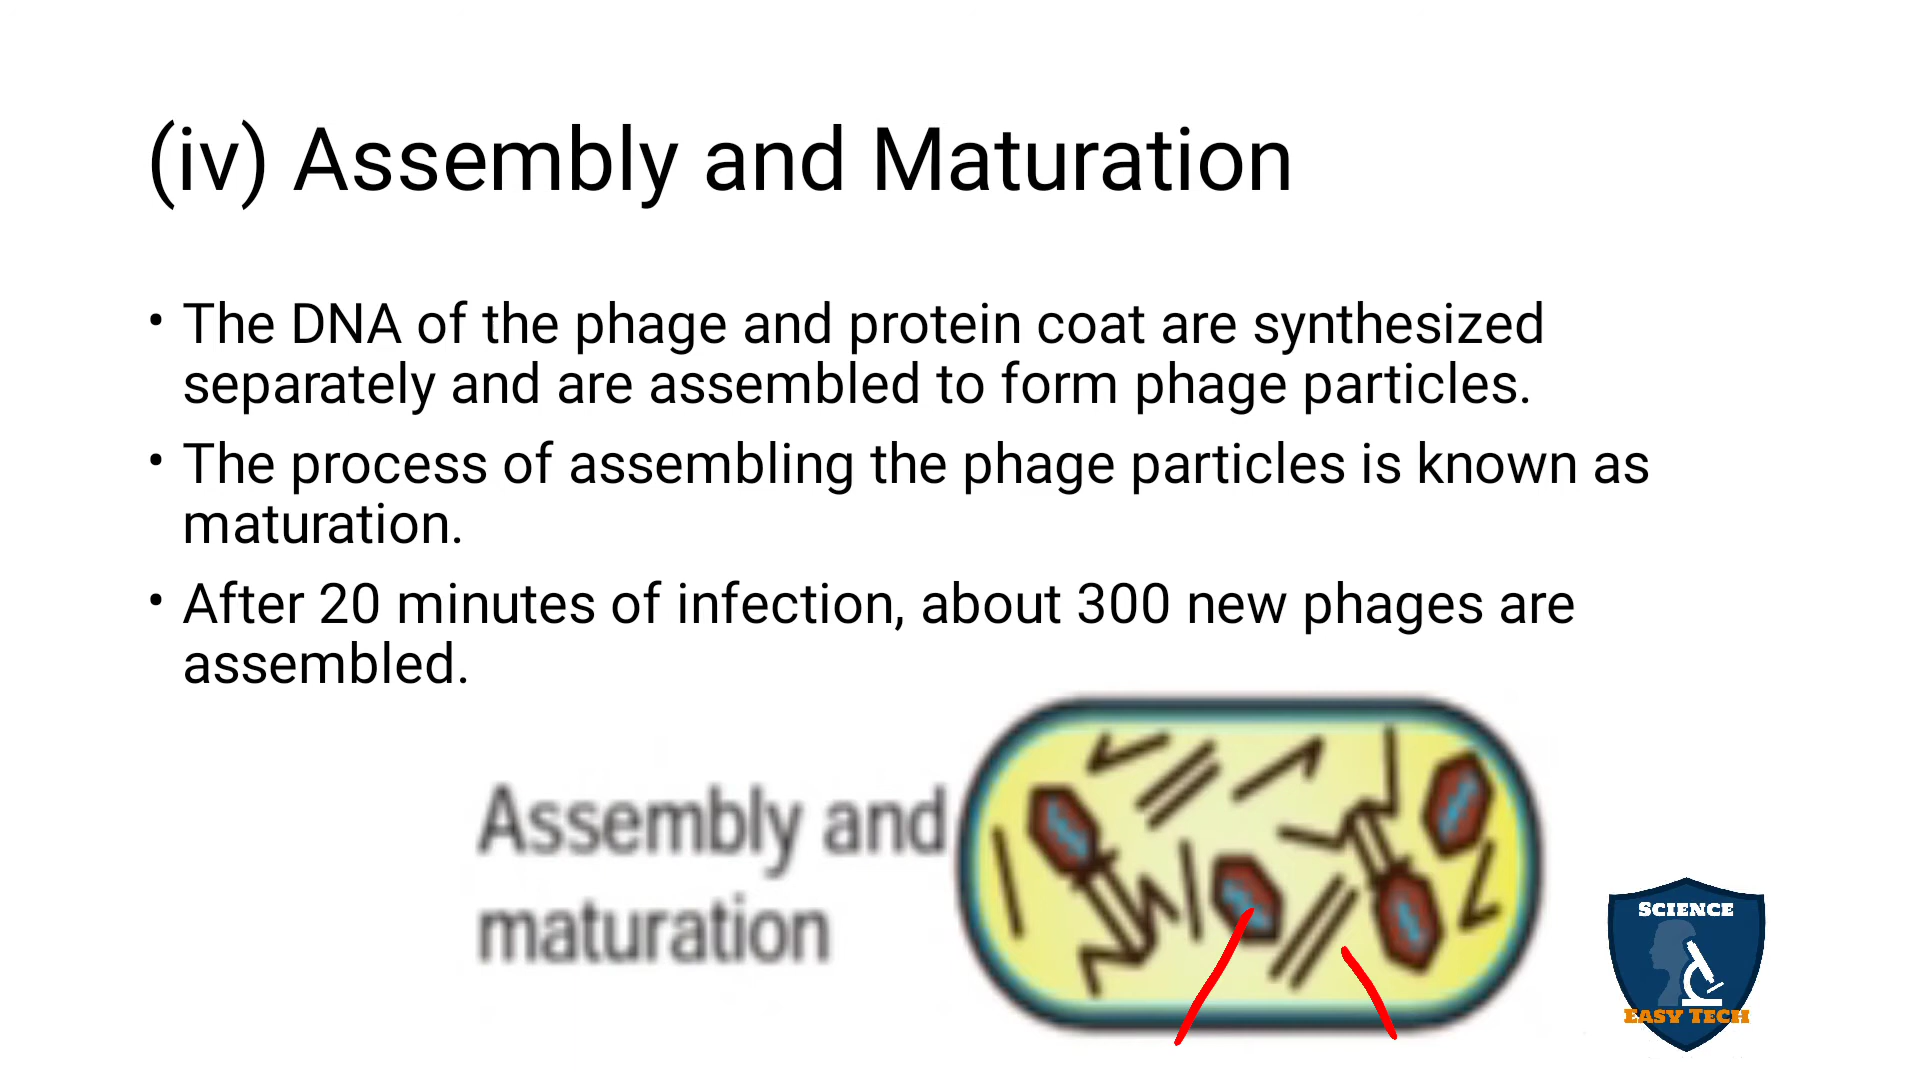 (iv) Assembly and Maturation
• The DNA of the phage and protein coat are synthesized
separately and are assembled to form phage particles.
• The process of assembling the phage particles is known as
maturation.
• After 20 minutes of infection, about 300 new phages are
assembled.
Assembly and
maturation
SCIENCE
EASY TECH